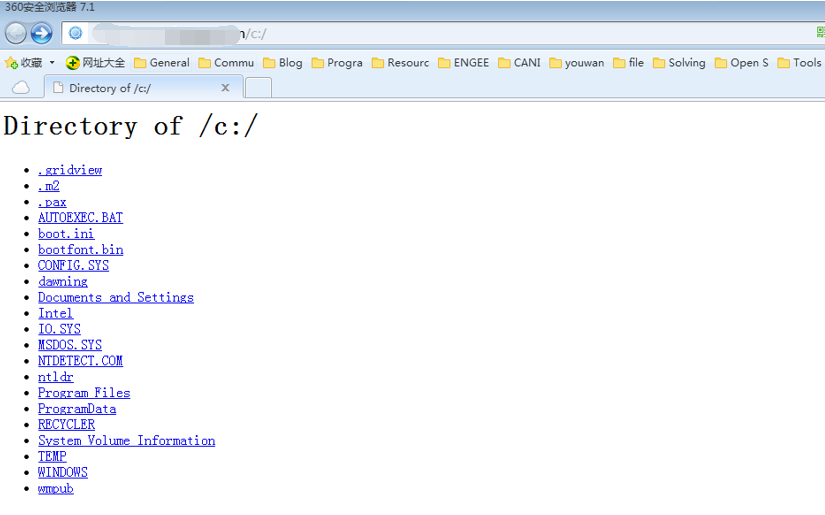 360安全浏览器 7.1
/c:/
收藏 网址大全 General Commu Blog Progra Resourc ENGEE CANI youwan file Solving Open S Tools
Directory of /c:/ x
Directory of /c:/
.gridview
.m2
.pax
AUTOEXEC.BAT
boot.ini
bootfont.bin
CONFIG.SYS
dawning
Documents and Settings
Intel
IO.SYS
MSDOS.SYS
NTDETECT.COM
ntldr
Program Files
ProgramData
RECYCLER
System Volume Information
TEMP
WINDOWS
wmpub